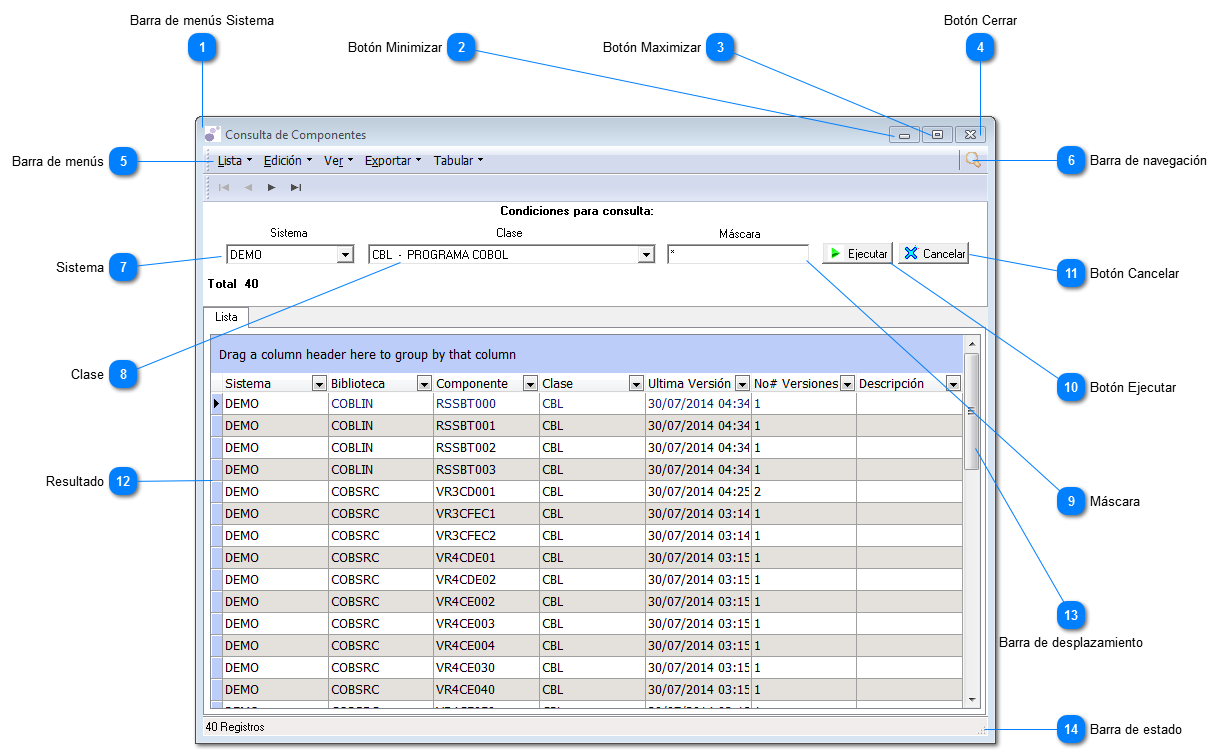 Barra de menús Sistema
1
Botón Minimizar 2
Botón Maximizar 3
Botón Cerrar
4
Consulta de Componentes
Barra de menús 5
Lista Edición Ver Exportar Tabular
6 Barra de navegación
Condiciones para consulta:
Sistema Clase Máscara
Sistema 7
DEMO CBL - PROGRAMA COBOL * Ejecutar Cancelar
11 Botón Cancelar
Total 40
Lista
Clase 8
10 Botón Ejecutar
Drag a column header here to group by that column
Sistema Biblioteca Componente Clase Ultima Versión No# Versiones Descripción
DEMO COBLIN RSSBT000 CBL 30/07/2014 04:34 1
DEMO COBLIN RSSBT001 CBL 30/07/2014 04:34 1
DEMO COBLIN RSSBT002 CBL 30/07/2014 04:34 1
DEMO COBLIN RSSBT003 CBL 30/07/2014 04:34 1
Resultado 12
DEMO COBSRC VR3CD001 CBL 30/07/2014 04:25 2
9 Máscara
DEMO COBSRC VR3CFEC1 CBL 30/07/2014 03:14 1
DEMO COBSRC VR3CFEC2 CBL 30/07/2014 03:14 1
DEMO COBSRC VR4CDE01 CBL 30/07/2014 03:15 1
DEMO COBSRC VR4CDE02 CBL 30/07/2014 03:15 1
DEMO COBSRC VR4CE002 CBL 30/07/2014 03:15 1
DEMO COBSRC VR4CE003 CBL 30/07/2014 03:15 1
13
Barra de desplazamiento
DEMO COBSRC VR4CE004 CBL 30/07/2014 03:15 1
DEMO COBSRC VR4CE030 CBL 30/07/2014 03:15 1
DEMO COBSRC VR4CE040 CBL 30/07/2014 03:15 1
40 Registros
14 Barra de estado